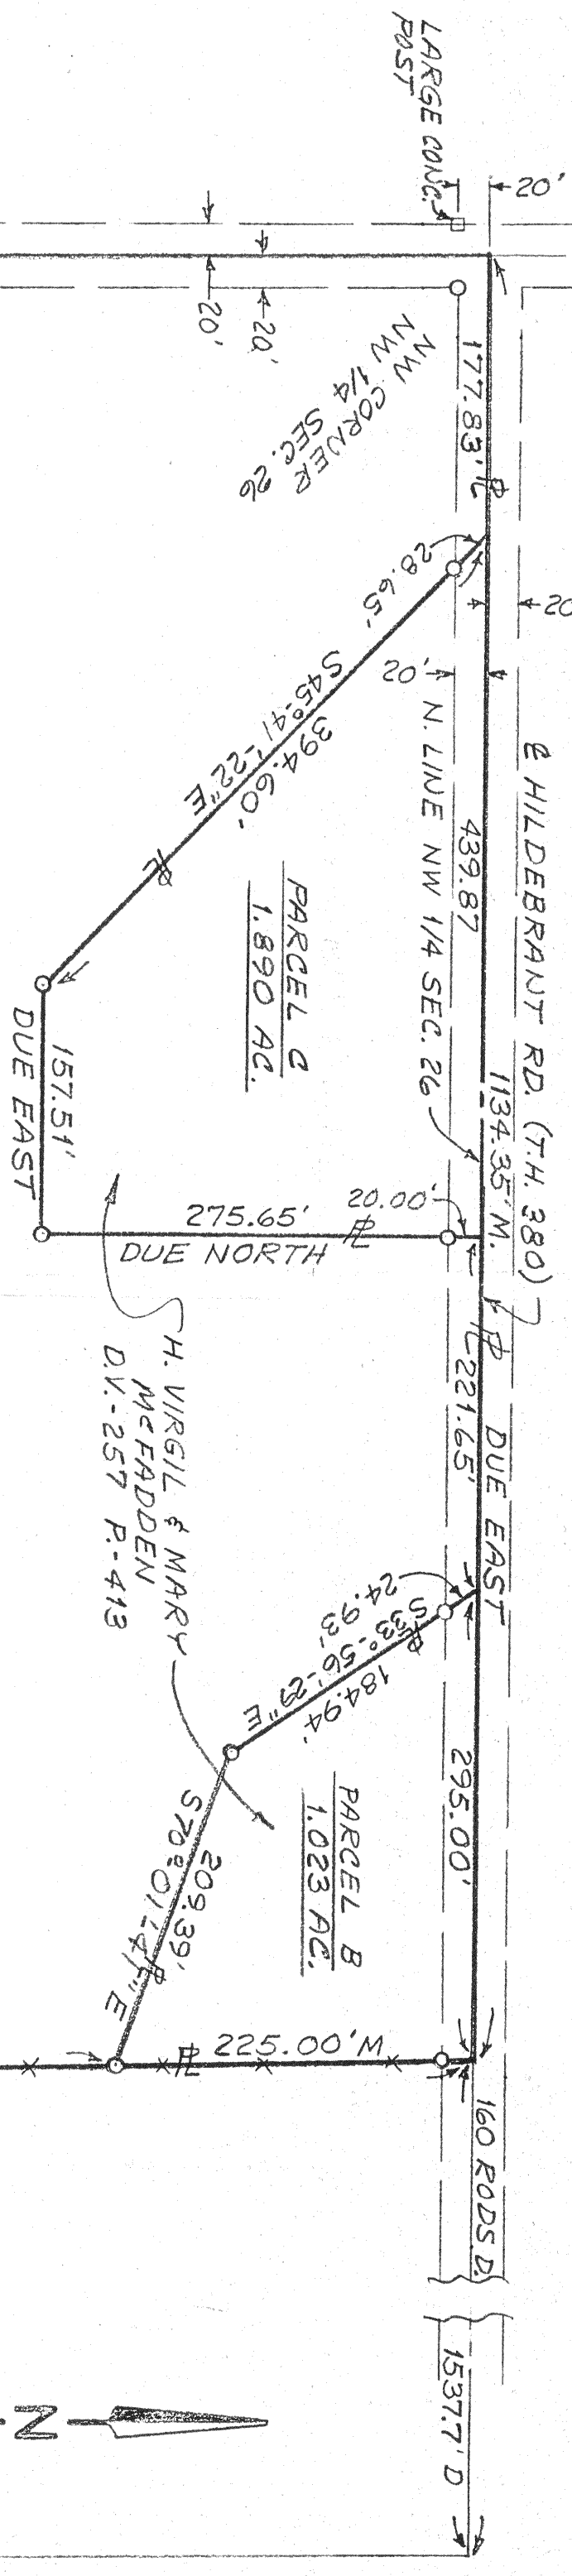 LARGE CONC.
POST
20'
20'
20'
NW CORNER
NW 1/4
SEC. 26
177.83'
28.65'
S45°-41'-22"E
394.60'
20
20'
N. LINE NW 1/4 SEC. 26
439.87
℄ HILDEBRANT RD. (T.H. 380)
1134.35'M.
PARCEL C
1.890 AC.
157.51'
DUE EAST
275.65'
DUE NORTH
20.00'
H. VIRGIL & MARY
McFADDEN
D.V.-257 P.-413
221.65'
DUE EAST
24.93'
S33°-56'-29"E
184.94'
PARCEL B
1.023 AC.
295.00'
209.39'
S70°-01'-41"E
225.00'M
160 RODS D.
1537.7' D
N